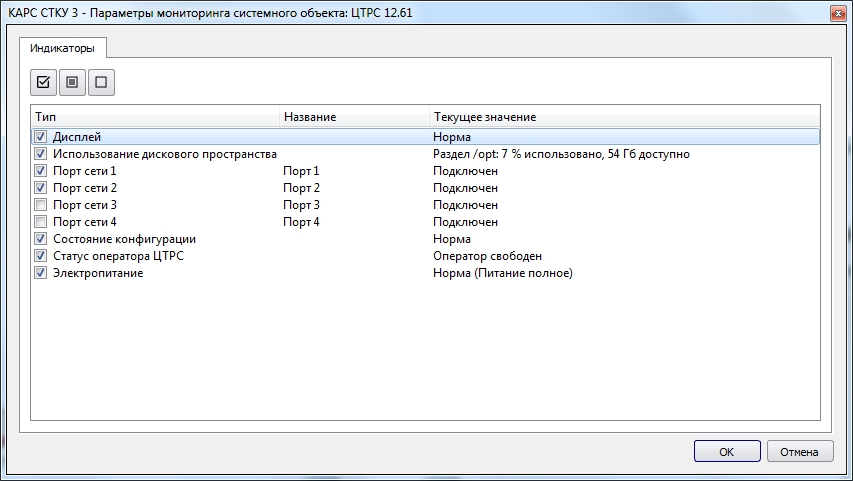 КАРС СТКУ 3 - Параметры мониторинга системного объекта: ЦТРС 12.61
Индикаторы
Тип Название Текущее значение
Дисплей Норма
Использование дискового пространства Раздел /opt: 7 % использовано, 54 Гб доступно
Порт сети 1 Порт 1 Подключен
Порт сети 2 Порт 2 Подключен
Порт сети 3 Порт 3 Подключен
Порт сети 4 Порт 4 Подключен
Состояние конфигурации Норма
Статус оператора ЦТРС Оператор свободен
Электропитание Норма (Питание полное)
ОК Отмена